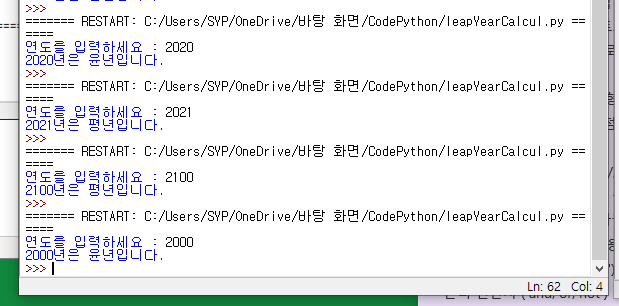 >>>
======= RESTART: C:/Users/SYP/OneDrive/바탕 화면/CodePython/leapYearCalcul.py ==
====
연도를 입력하세요 : 2020
2020년은 윤년입니다.
>>>
======= RESTART: C:/Users/SYP/OneDrive/바탕 화면/CodePython/leapYearCalcul.py ==
====
연도를 입력하세요 : 2021
2021년은 평년입니다.
>>>
======= RESTART: C:/Users/SYP/OneDrive/바탕 화면/CodePython/leapYearCalcul.py ==
====
연도를 입력하세요 : 2100
2100년은 평년입니다.
>>>
======= RESTART: C:/Users/SYP/OneDrive/바탕 화면/CodePython/leapYearCalcul.py ==
====
연도를 입력하세요 : 2000
2000년은 윤년입니다.
>>>
Ln: 62 Col: 4